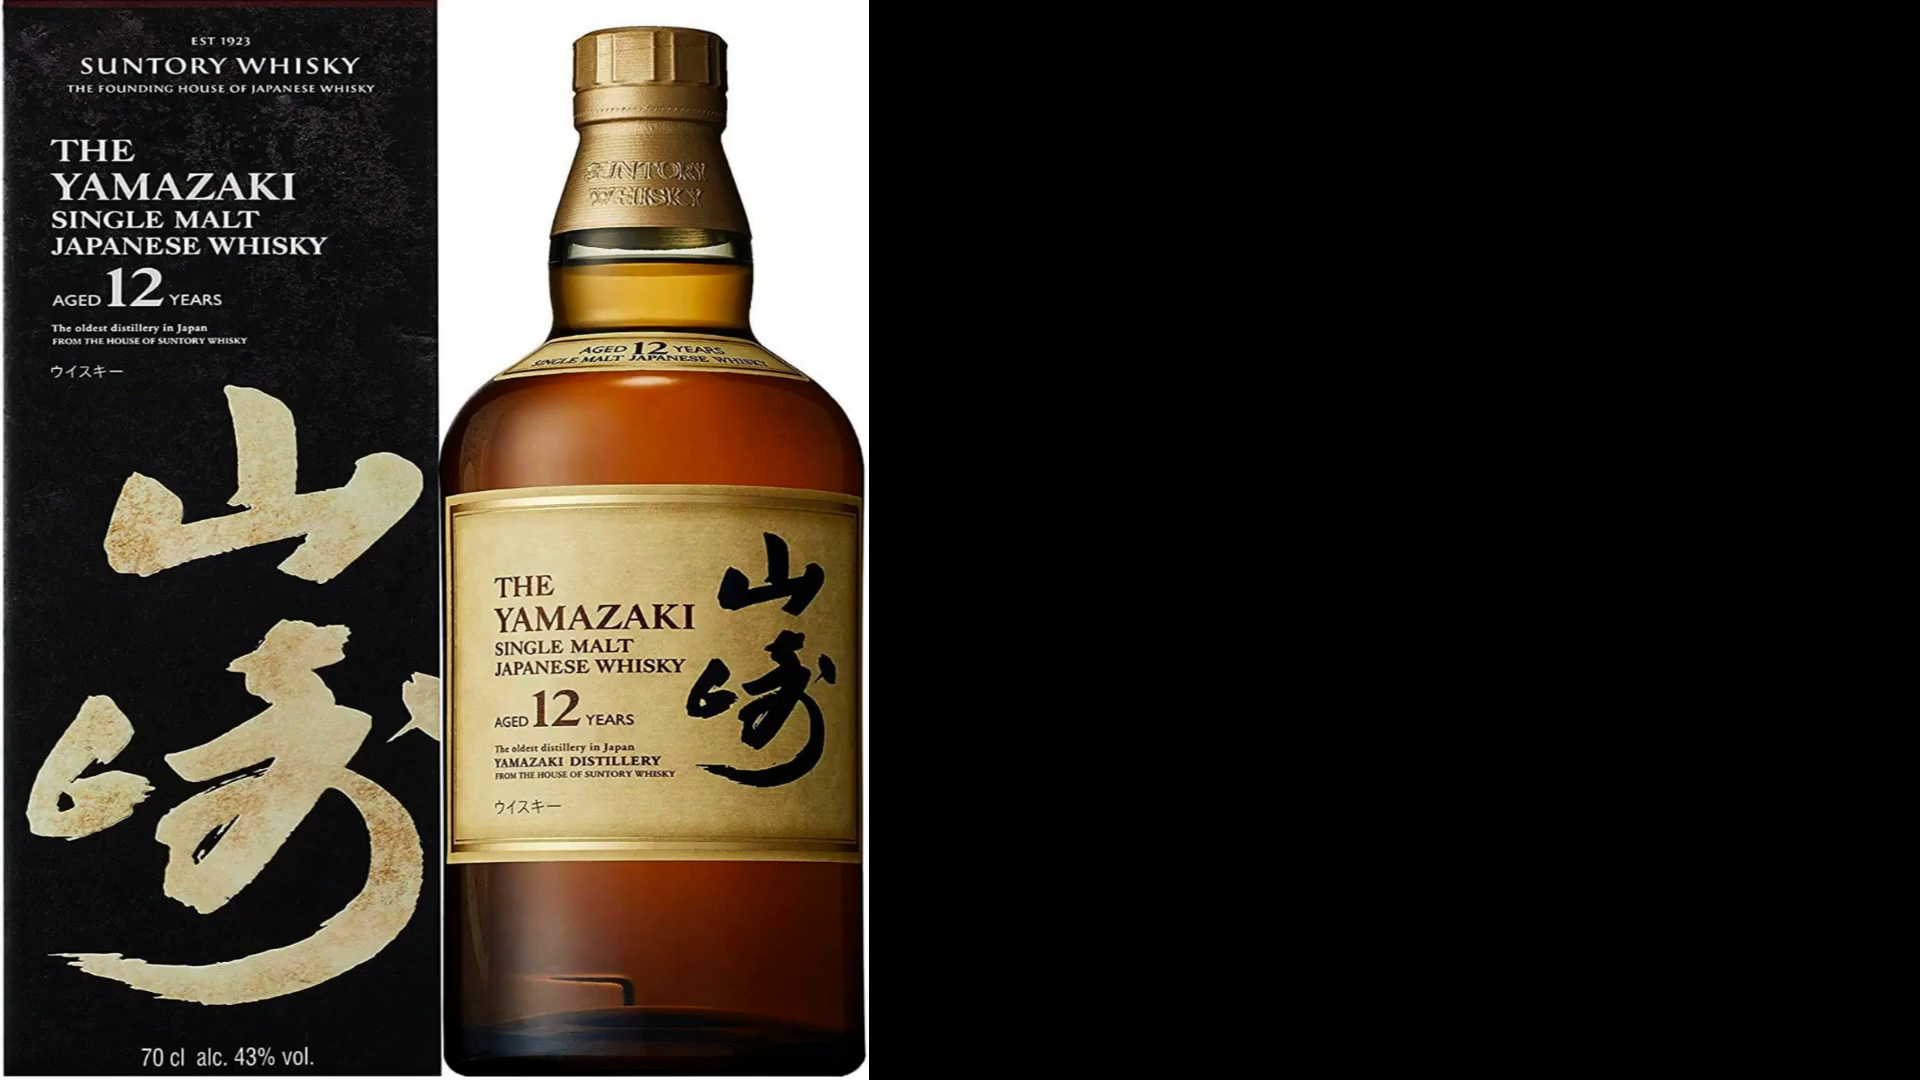 EST 1923
SUNTORY WHISKY
THE FOUNDING HOUSE OF JAPANESE WHISKY
THE
YAMAZAKI
SINGLE MALT
JAPANESE WHISKY
AGED 12 YEARS
The oldest distillery in Japan
FROM THE HOUSE OF SUNTORY WHISKY
ウイスキー
山
崎
70 cl alc. 43% vol.
SUNTORY
WHISKY
AGED 12 YEARS
SINGLE MALT JAPANESE WHISKY
THE
YAMAZAKI
SINGLE MALT
JAPANESE WHISKY
AGED 12 YEARS
The oldest distillery in Japan
YAMAZAKI DISTILLERY
FROM THE HOUSE OF SUNTORY WHISKY
ウイスキー
山
崎